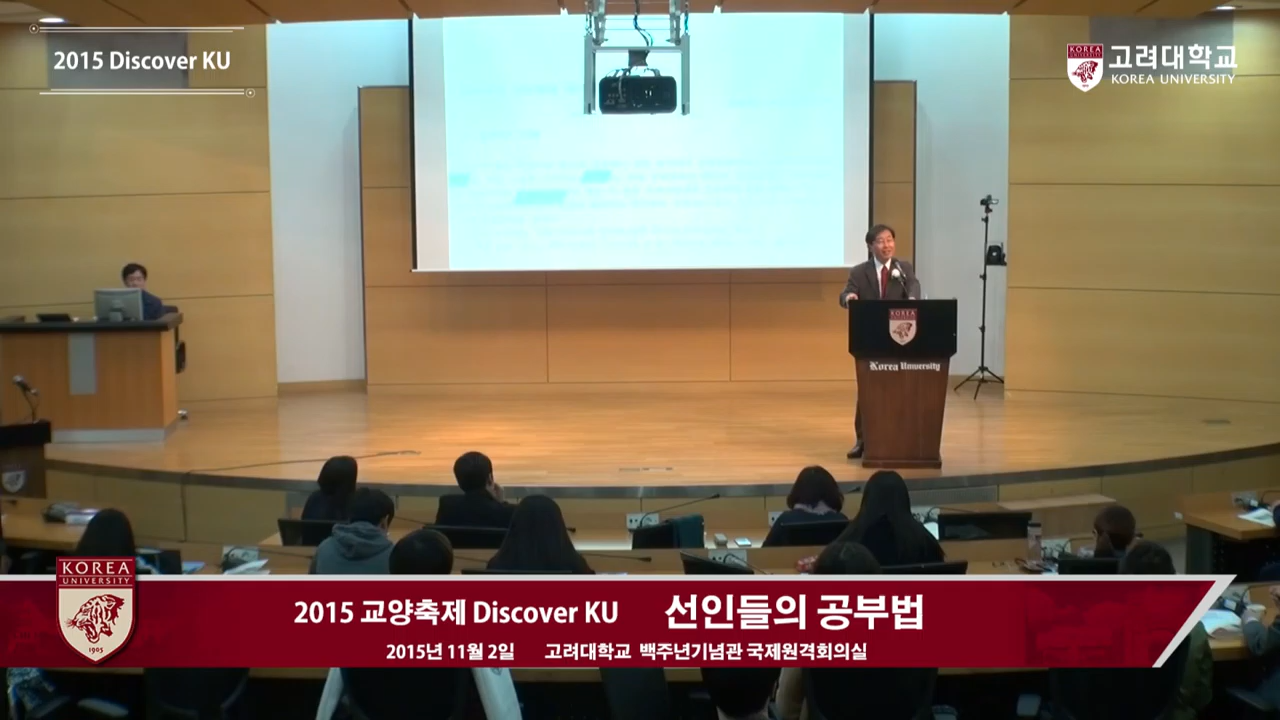 2015 Discover KU
KOREA
고려대학교
KOREA UNIVERSITY
KOREA
Korea University
KOREA
UNIVERSITY
1905
2015 교양축제 Discover KU 선인들의 공부법
2015년 11월 2일 고려대학교 백주년기념관 국제원격회의실